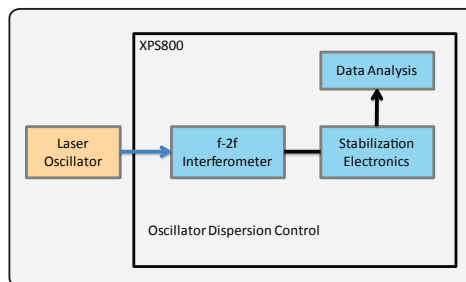 XPS800
Data Analysis
Laser
Oscillator
f-2f
Interferometer
Stabilization
Electronics
Oscillator Dispersion Control